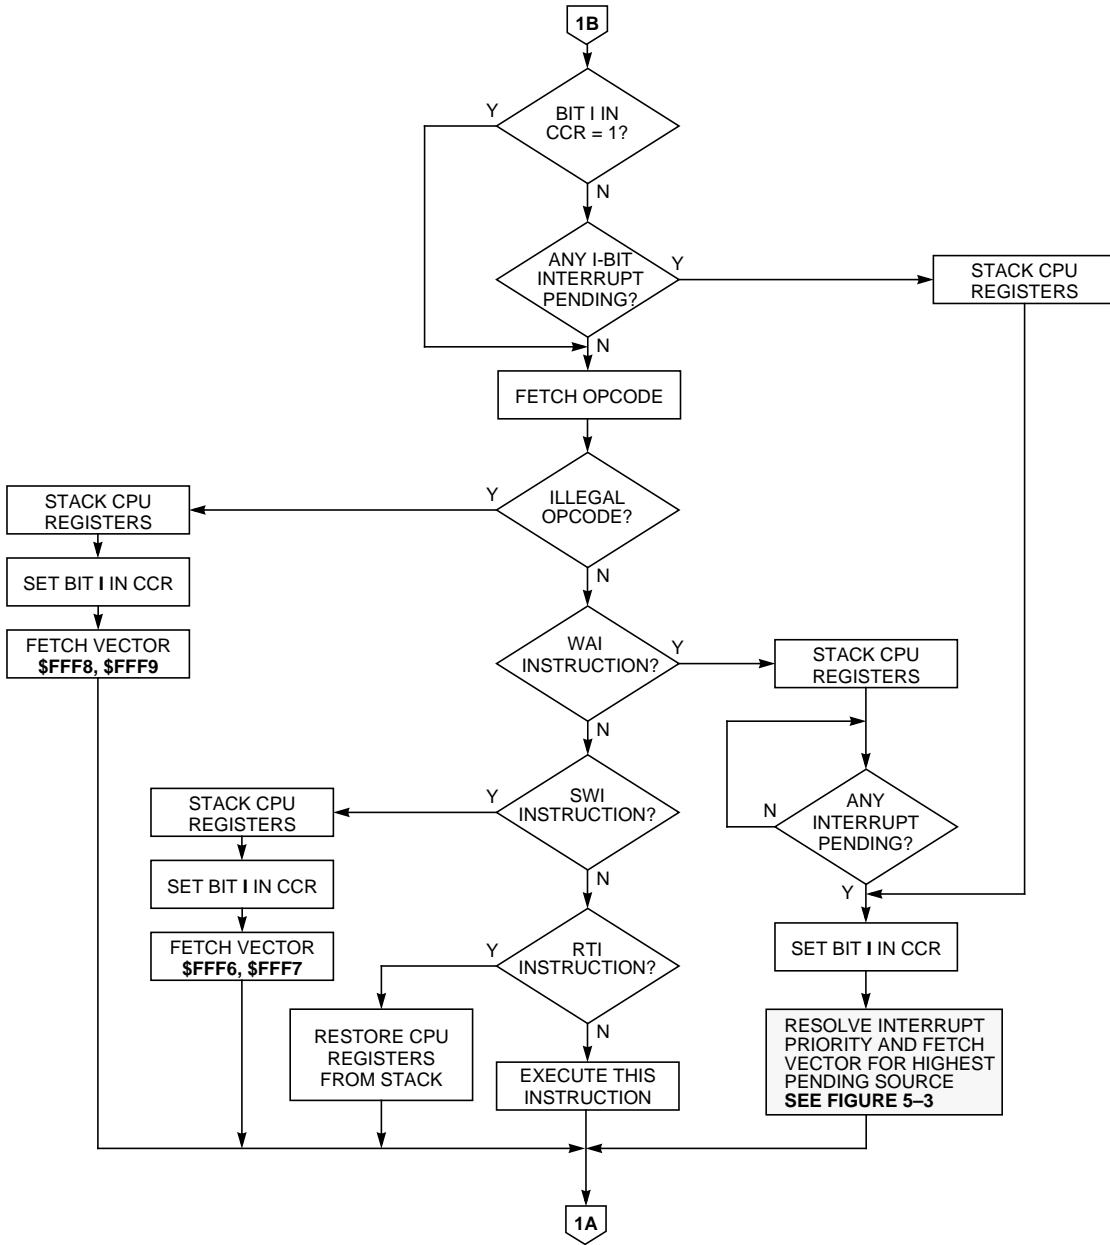 1B
Y
BIT I IN
CCR = 1?
N
ANY I-BIT
INTERRUPT
PENDING?
Y
STACK CPU
REGISTERS
N
FETCH OPCODE
STACK CPU
REGISTERS
Y
ILLEGAL
OPCODE?
N
SET BIT I IN CCR
FETCH VECTOR
$FFF8, $FFF9
WAI
INSTRUCTION?
Y
STACK CPU
REGISTERS
N
STACK CPU
REGISTERS
Y
SWI
INSTRUCTION?
N
ANY
INTERRUPT
PENDING?
N
Y
SET BIT I IN CCR
FETCH VECTOR
$FFF6, $FFF7
Y
RTI
INSTRUCTION?
N
SET BIT I IN CCR
RESTORE CPU
REGISTERS
FROM STACK
EXECUTE THIS
INSTRUCTION
RESOLVE INTERRUPT
PRIORITY AND FETCH
VECTOR FOR HIGHEST
PENDING SOURCE
SEE FIGURE 5–3
1A